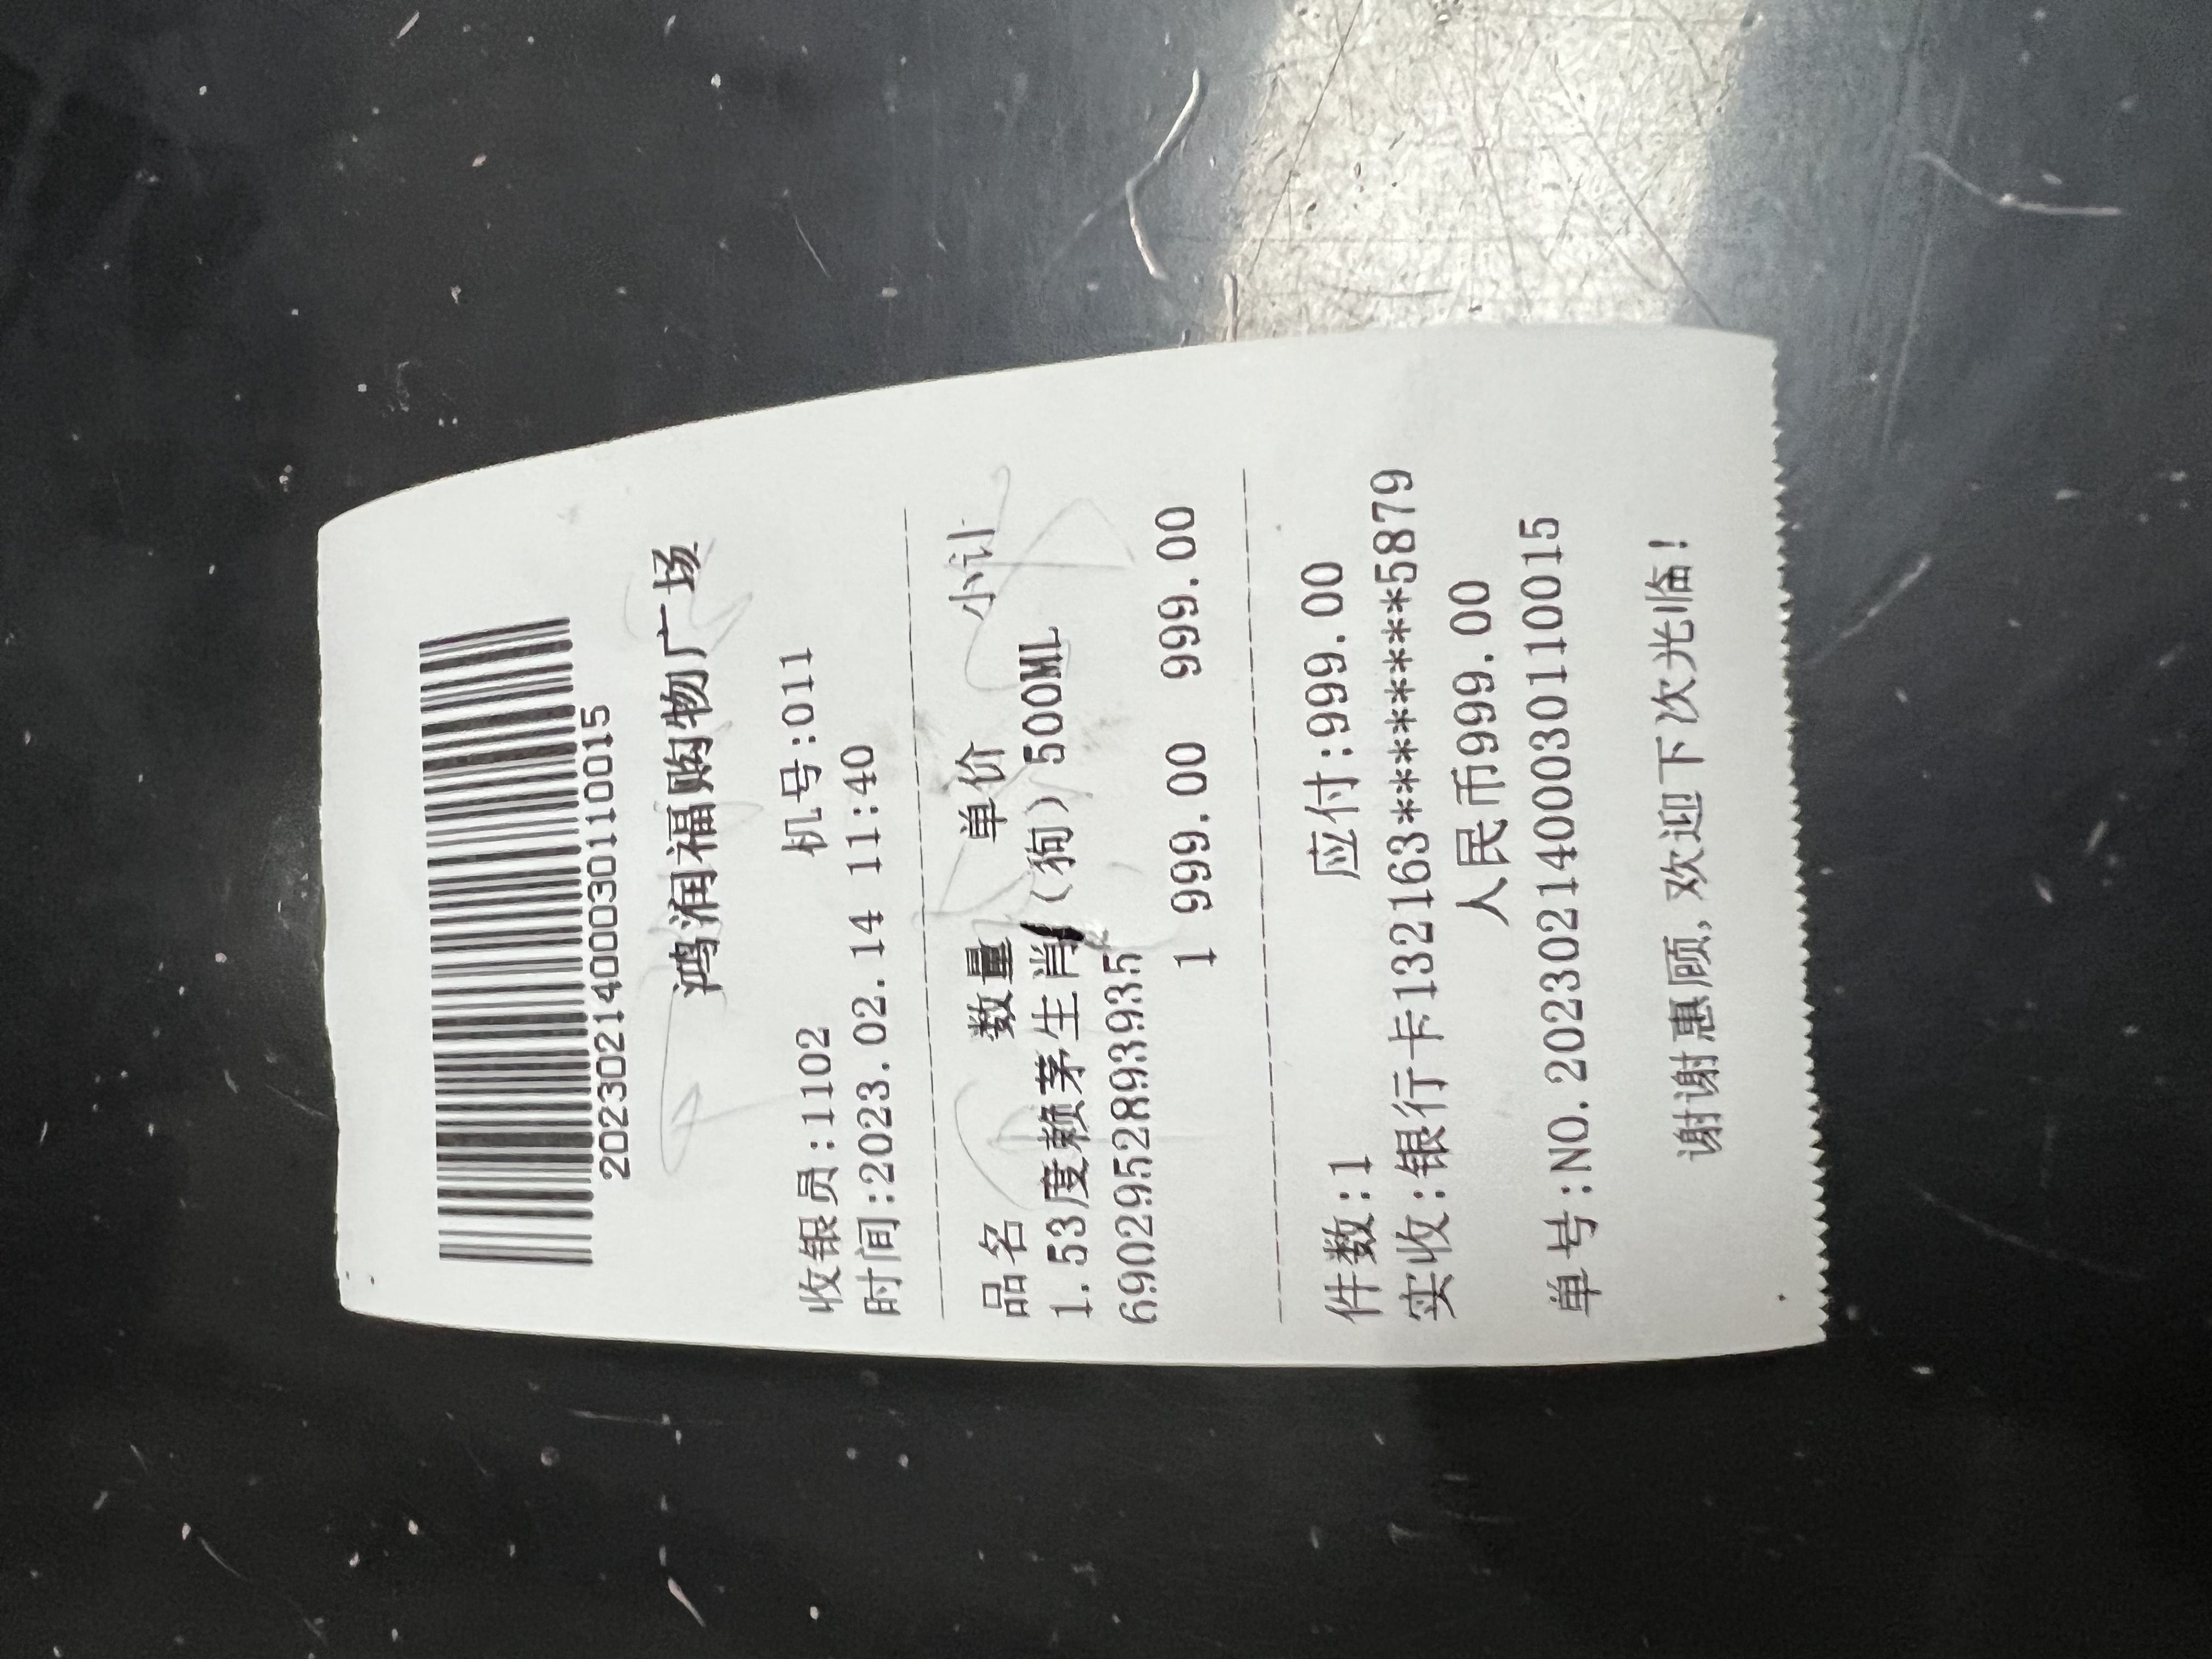 2023021400030110015
鸿润福购物广场
收银员:1102 机号:011
时间:2023.02.14 11:40
品名 数量 单价 小计
1.53度赖茅生肖（狗）500ML
6902952893935
1 999.00 999.00
件数:1 应付:999.00
实收:银行卡132163********5879
人民币999.00
单号:NO.2023021400030110015
谢谢惠顾,欢迎下次光临!